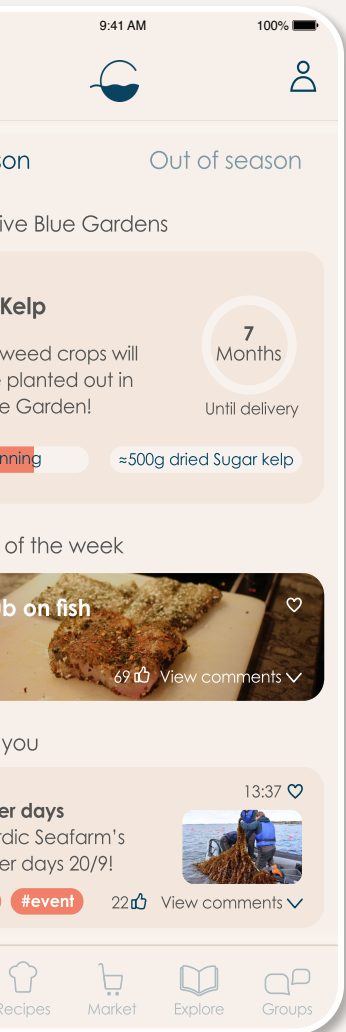 9:41 AM 100%
son Out of season
ive Blue Gardens
Kelp
weed crops will
planted out in
e Garden!
7
Months
Until delivery
nning ≈500g dried Sugar kelp
of the week
ub on fish
69 View comments
you
13:37
er days
rdic Seafarm's
er days 20/9!
#event 22 View comments
Recipes Market Explore Groups